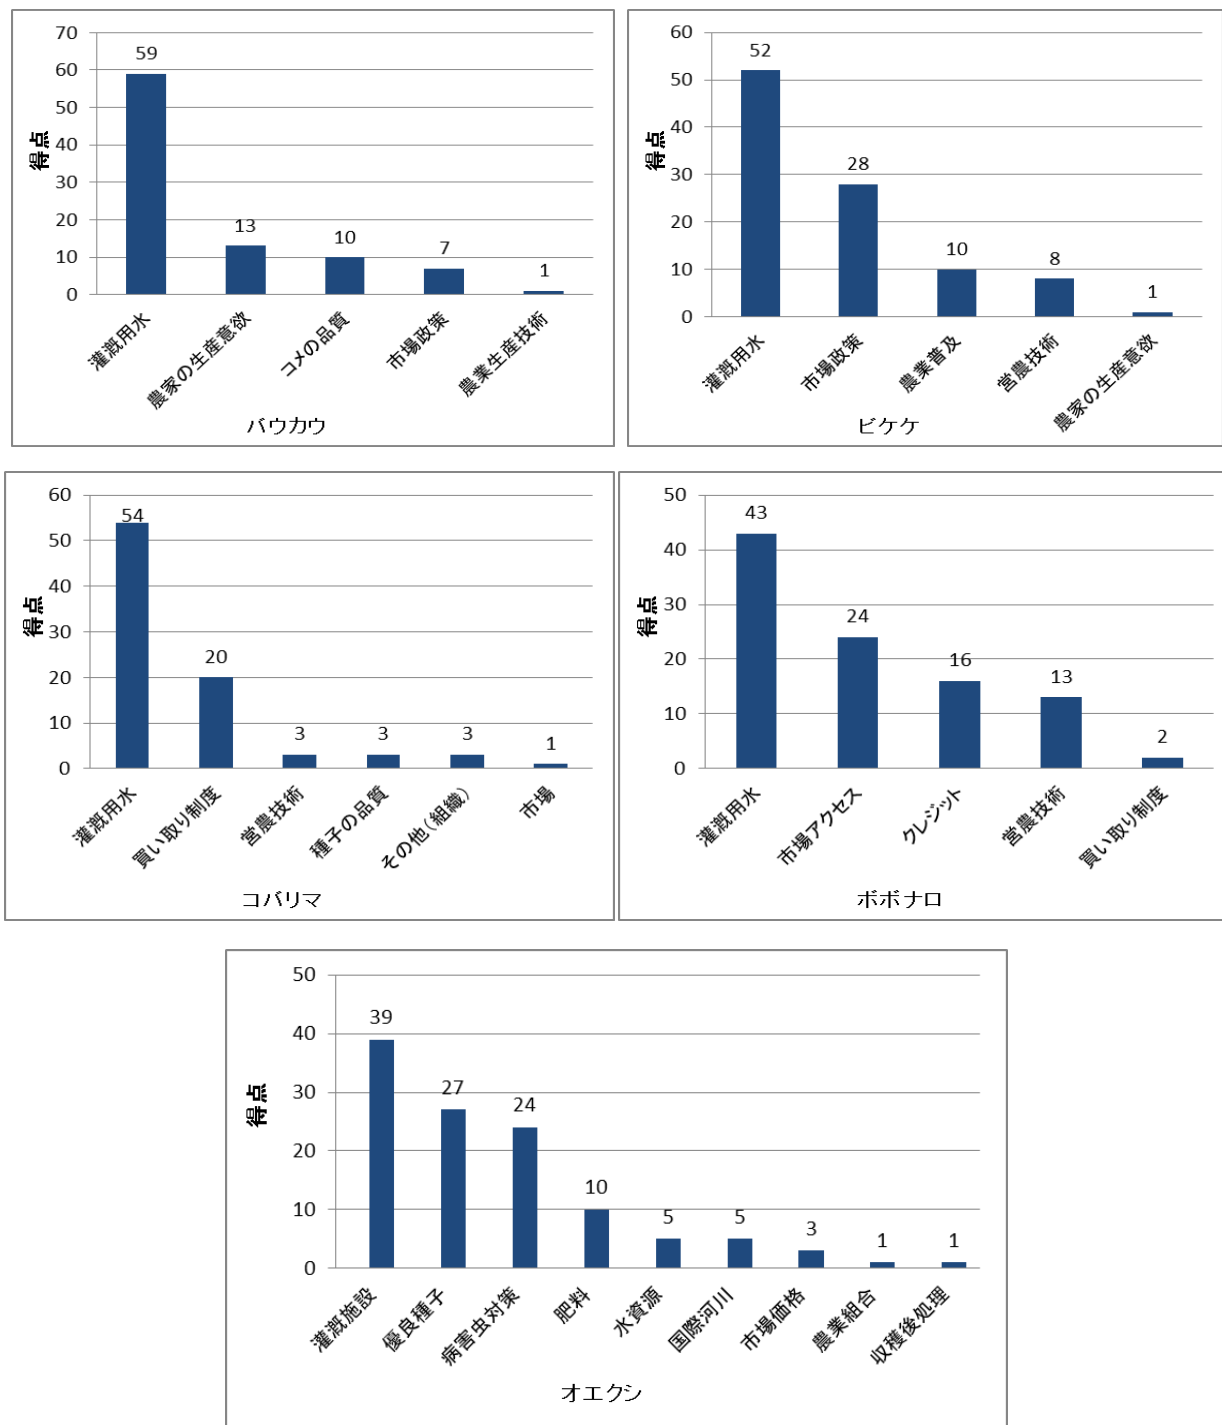 70
60
50
40
30
20
10
0
得点
59
13
10
7
1
灌漑用水
農家の生産意欲
コメの品質
市場政策
農業生産技術
バウカウ
60
50
40
30
20
10
0
得点
52
28
10
8
1
灌漑用水
市場政策
農業普及
営農技術
農家の生産意欲
ビケケ
60
50
40
30
20
10
0
得点
54
20
3
3
3
1
灌漑用水
買い取り制度
営農技術
種子の品質
その他(組織)
市場
コバリマ
50
40
30
20
10
0
得点
43
24
16
13
2
灌漑用水
市場アクセス
クレジット
営農技術
買い取り制度
ボボナロ
50
40
30
20
10
0
得点
39
27
24
10
5
5
3
1
1
灌漑施設
優良種子
病害虫対策
肥料
水資源
国際河川
市場価格
農業組合
収穫後処理
オエクシ